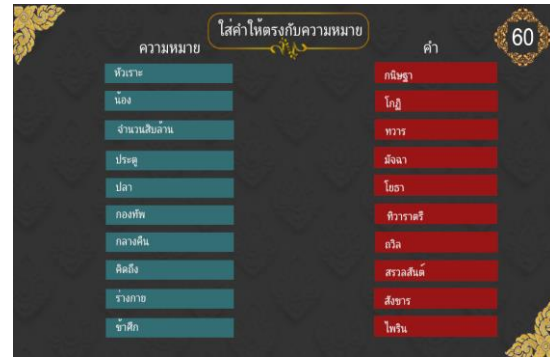 ใส่คำให้ตรงกับความหมาย
60
ความหมาย
คำ
หัวเราะ
กนิษฐา
น้อง
โกฏิ
จำนวนสิบล้าน
ทวาร
ประตู
มัจฉา
ปลา
โยธา
กองทัพ
ทิวาราตรี
กลางคืน
ถวิล
คิดถึง
สรวลสันต์
ร่างกาย
สังขาร
ข้าศึก
ไพริน